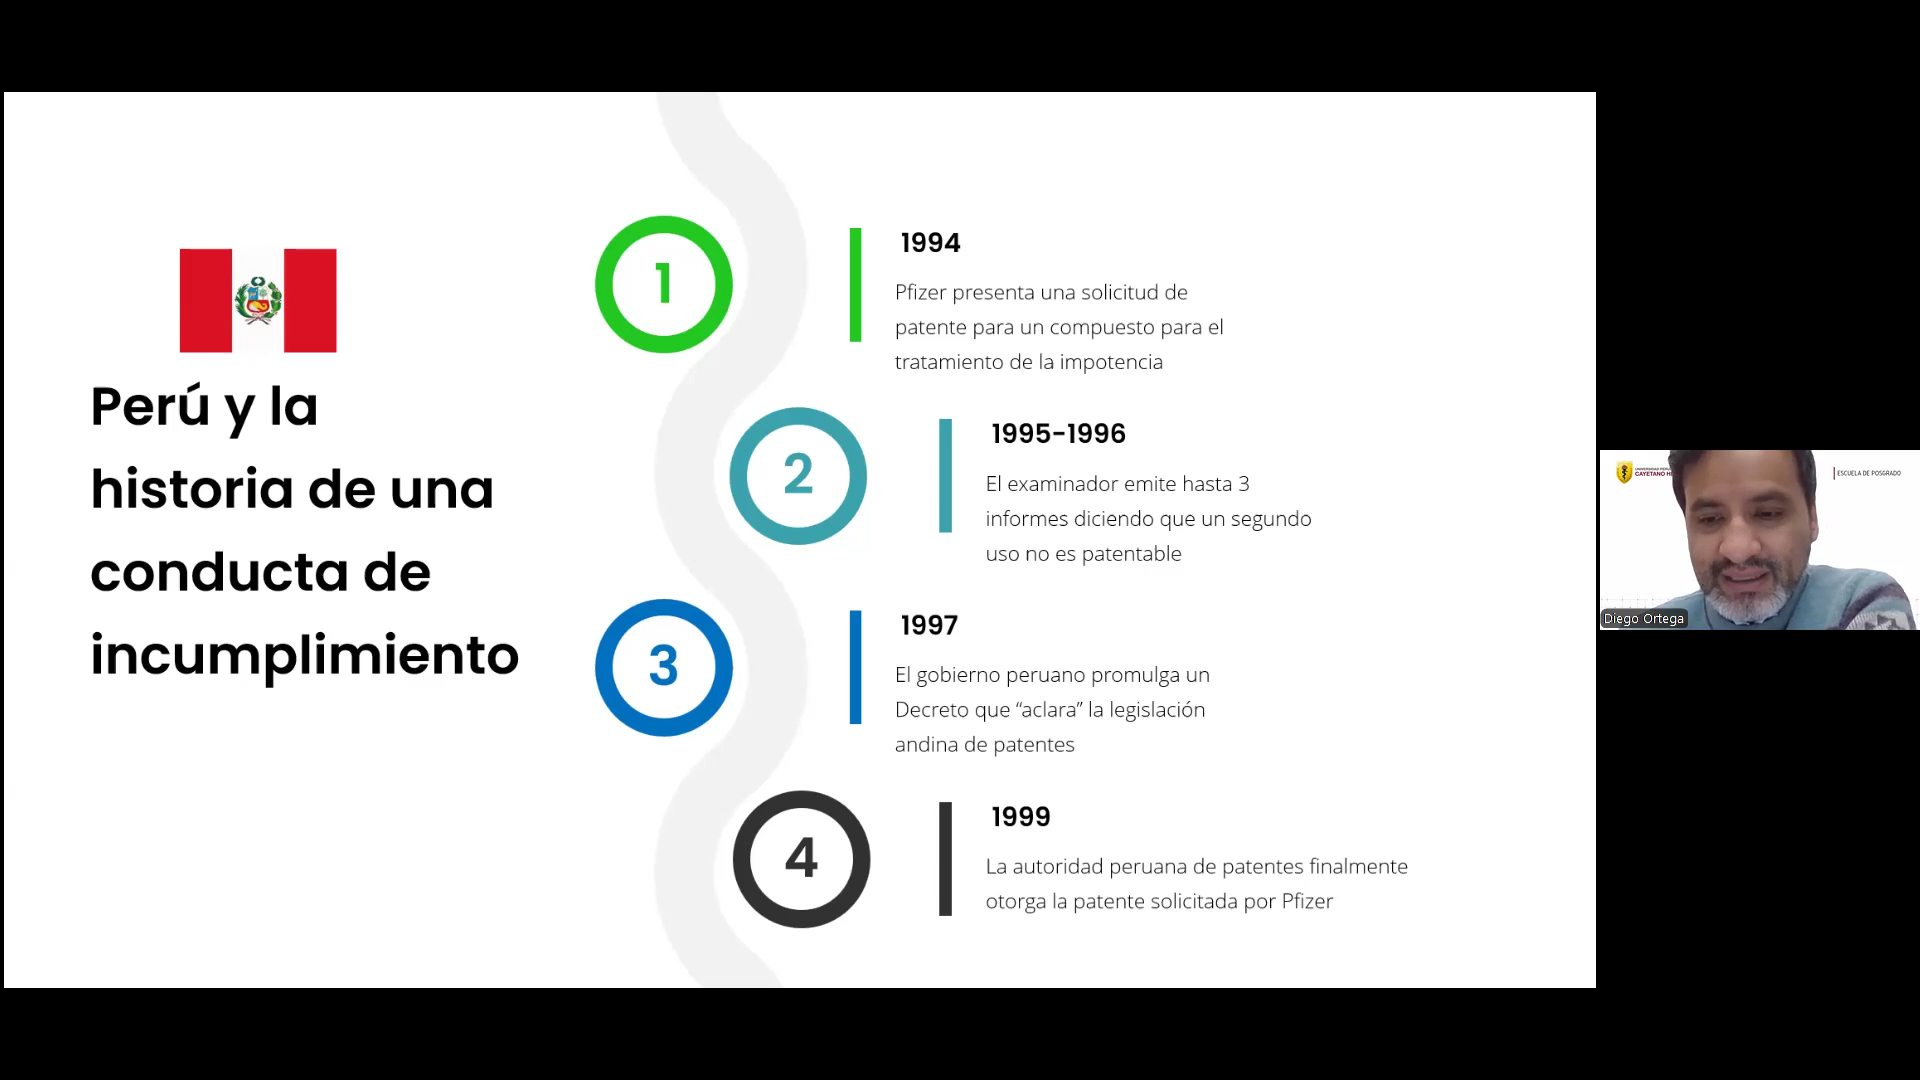 Perú y la
historia de una
conducta de
incumplimiento
1
1994
Pfizer presenta una solicitud de
patente para un compuesto para el
tratamiento de la impotencia
2
1995-1996
El examinador emite hasta 3
informes diciendo que un segundo
uso no es patentable
3
1997
El gobierno peruano promulga un
Decreto que “aclara” la legislación
andina de patentes
4
1999
La autoridad peruana de patentes finalmente
otorga la patente solicitada por Pfizer
CAYETANO
ESCUELA DE POSGRADO
Diego Ortega